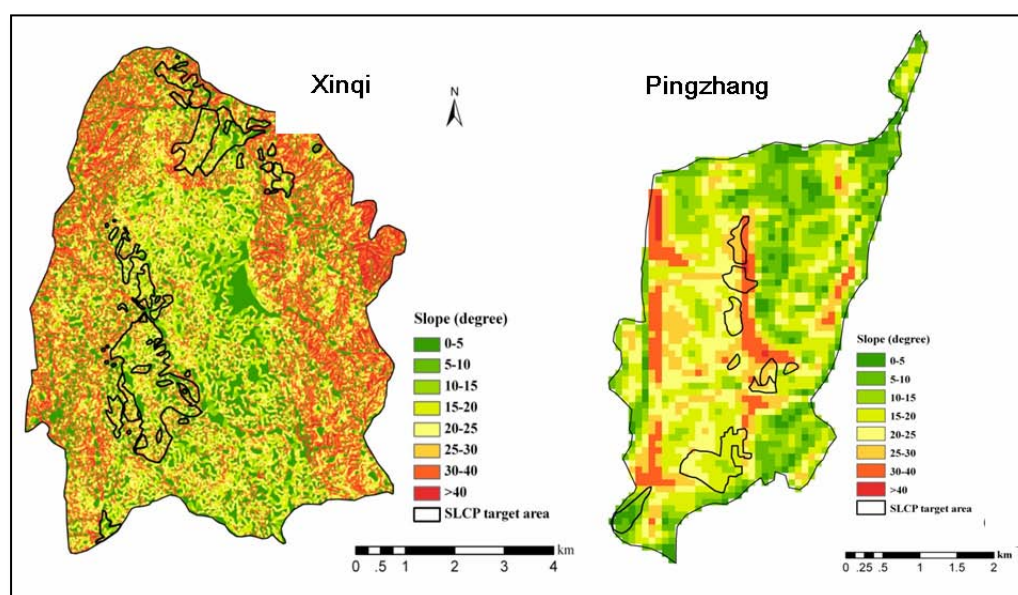 Xinqi
N
Pingzhang
Slope (degree)
0-5
5-10
10-15
15-20
20-25
25-30
30-40
>40
SLCP target area
km
0 .5 1 2 3 4
Slope (degree)
0-5
5-10
10-15
15-20
20-25
25-30
30-40
>40
SLCP target area
km
0 .25 .5 1 1.5 2